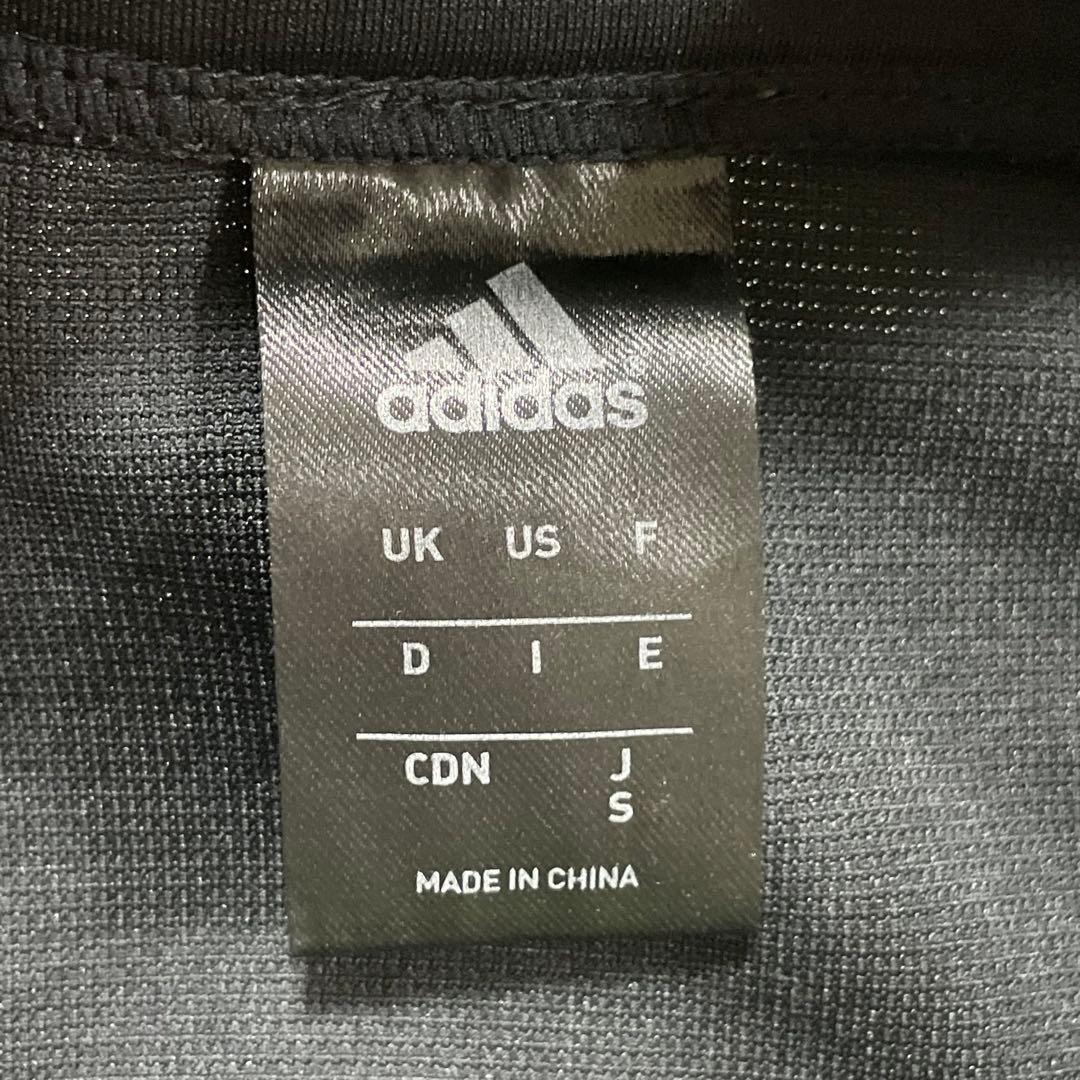 adidas®
UK US F
D I E
CDN J
S
MADE IN CHINA